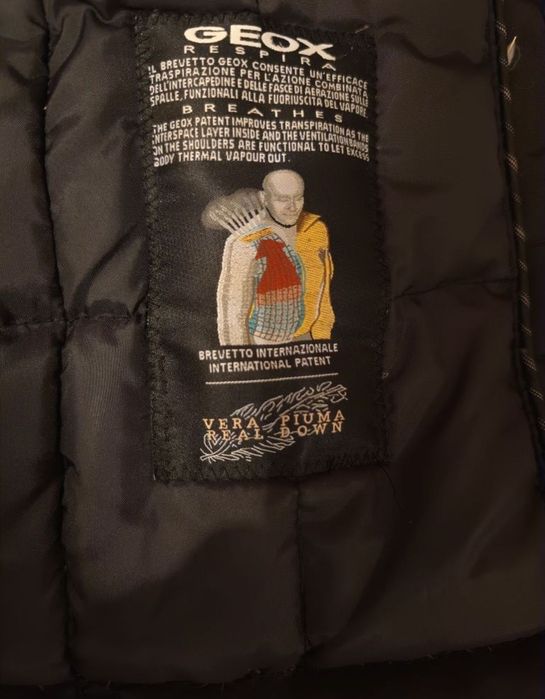 GEOX
RESPIRA
IL BREVETTO GEOX CONSENTE UN'EFFICACE
TRASPIRAZIONE PER L'AZIONE COMBINATA
DELL'INTERCAPEDINE E DELLE FASCE DI AERAZIONE SULLE
SPALLE, FUNZIONALI ALLA FUORIUSCITA DEL VAPORE.
BREATHES
THE GEOX PATENT IMPROVES TRANSPIRATION AS THE
INTERSPACE LAYER INSIDE AND THE VENTILATION BANDS
ON THE SHOULDERS ARE FUNCTIONAL TO LET EXCESS
BODY THERMAL VAPOUR OUT.
BREVETTO INTERNAZIONALE
INTERNATIONAL PATENT
VERA PIUMA
REAL DOWN